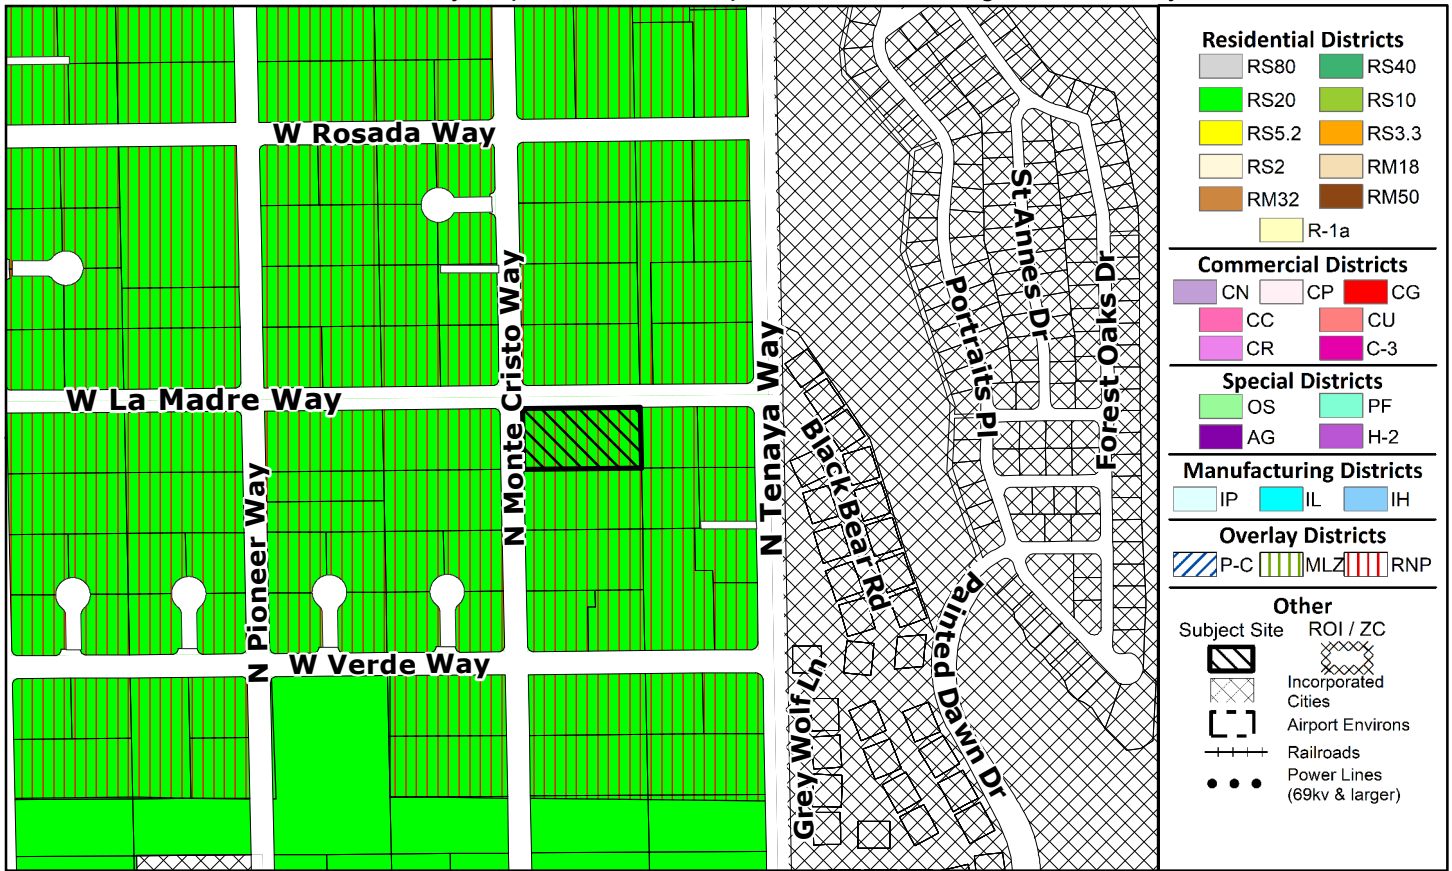 W Rosada Way
W La Madre Way
W Verde Way
N Pioneer Way
N Monte Cristo Way
N Tenaya Way
Black Bear Rd
Grey Wolf Ln
Painted Dawn Dr
Portraits Pl
St Annes Dr
Forest Oaks Dr
Residential Districts
RS80 RS40
RS20 RS10
RS5.2 RS3.3
RS2 RM18
RM32 RM50
R-1a
Commercial Districts
CN CP CG
CC CU
CR C-3
Special Districts
OS PF
AG H-2
Manufacturing Districts
IP IL IH
Overlay Districts
P-C MLZ RNP
Other
Subject Site ROI / ZC
Incorporated
Cities
Airport Environs
Railroads
Power Lines
(69kv & larger)